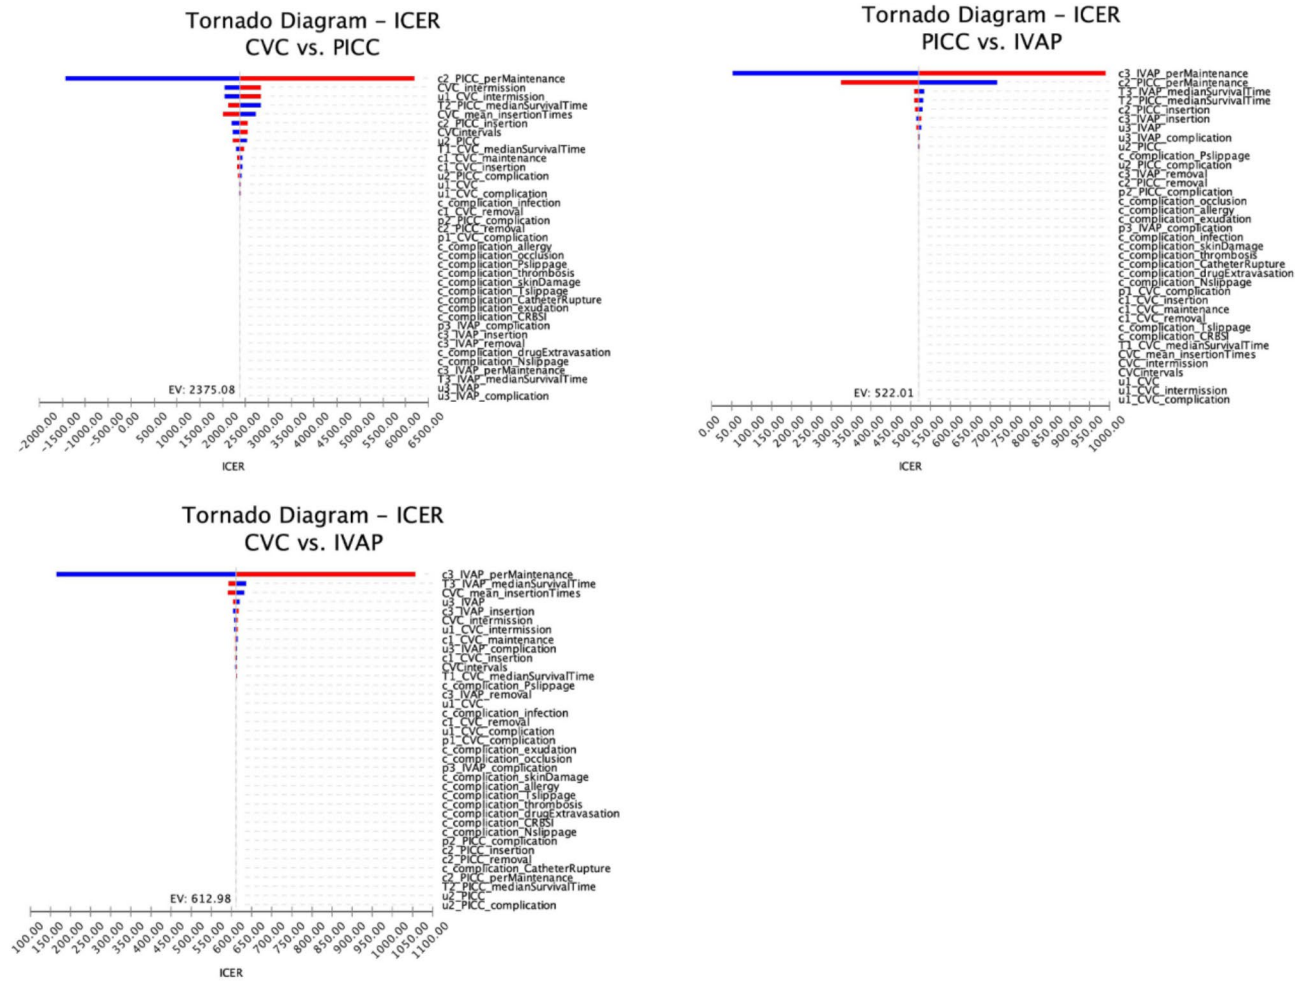 Tornado Diagram – ICER
CVC vs. PICC
c2_PICC_perMaintenance
CVC_intermission
u1_CVC_intermission
T2_PICC_medianSurvivalTime
CVC_mean_insertionTimes
c2_PICC_insertion
CVCintervals
u2_PICC
T1_CVC_medianSurvivalTime
c1_CVC_maintenance
c1_CVC_insertion
u2_PICC_complication
u1_CVC
u1_CVC_complication
c_complication_infection
c1_CVC_removal
p2_PICC_complication
c2_PICC_removal
p1_CVC_complication
c_complication_allergy
c_complication_occlusion
c_complication_Pslippage
c_complication_thrombosis
c_complication_skinDamage
c_complication_Tslippage
c_complication_CatheterRupture
c_complication_exudation
c_complication_CRBSI
p3_IVAP_complication
c3_IVAP_insertion
c3_IVAP_removal
c_complication_drugExtravasation
c_complication_Nslippage
c3_IVAP_perMaintenance
T3_IVAP_medianSurvivalTime
u3_IVAP
u3_IVAP_complication
EV: 2375.08
-2000.00 -1500.00 -1000.00 -500.00 0.00 500.00 1000.00 1500.00 2000.00 2500.00 3000.00 3500.00 4000.00 4500.00 5000.00 5500.00 6000.00 6500.00
ICER
Tornado Diagram – ICER
PICC vs. IVAP
c3_IVAP_perMaintenance
c2_PICC_perMaintenance
T3_IVAP_medianSurvivalTime
T2_PICC_medianSurvivalTime
c2_PICC_insertion
c3_IVAP_insertion
u3_IVAP
u3_IVAP_complication
u2_PICC
c_complication_Pslippage
u2_PICC_complication
c3_IVAP_removal
c2_PICC_removal
p2_PICC_complication
c_complication_occlusion
c_complication_allergy
c_complication_exudation
p3_IVAP_complication
c_complication_infection
c_complication_skinDamage
c_complication_thrombosis
c_complication_CatheterRupture
c_complication_drugExtravasation
c_complication_Nslippage
p1_CVC_complication
c1_CVC_insertion
c1_CVC_maintenance
c1_CVC_removal
c_complication_Tslippage
c_complication_CRBSI
T1_CVC_medianSurvivalTime
CVC_mean_insertionTimes
CVC_intermission
CVCintervals
u1_CVC
u1_CVC_intermission
u1_CVC_complication
EV: 522.01
0.00 50.00 100.00 150.00 200.00 250.00 300.00 350.00 400.00 450.00 500.00 550.00 600.00 650.00 700.00 750.00 800.00 850.00 900.00 950.00 1000.00
ICER
Tornado Diagram – ICER
CVC vs. IVAP
c3_IVAP_perMaintenance
T3_IVAP_medianSurvivalTime
CVC_mean_insertionTimes
u3_IVAP
c3_IVAP_insertion
CVC_intermission
u1_CVC_intermission
c1_CVC_maintenance
u3_IVAP_complication
c1_CVC_insertion
CVCintervals
T1_CVC_medianSurvivalTime
c_complication_Pslippage
c3_IVAP_removal
u1_CVC
c_complication_infection
c1_CVC_removal
u1_CVC_complication
p1_CVC_complication
c_complication_exudation
c_complication_occlusion
p3_IVAP_complication
c_complication_skinDamage
c_complication_allergy
c_complication_Tslippage
c_complication_thrombosis
c_complication_drugExtravasation
c_complication_CRBSI
c_complication_Nslippage
p2_PICC_complication
c2_PICC_insertion
c2_PICC_removal
c_complication_CatheterRupture
c2_PICC_perMaintenance
T2_PICC_medianSurvivalTime
u2_PICC
u2_PICC_complication
EV: 612.98
100.00 150.00 200.00 250.00 300.00 350.00 400.00 450.00 500.00 550.00 600.00 650.00 700.00 750.00 800.00 850.00 900.00 950.00 1000.00 1050.00 1100.00
ICER